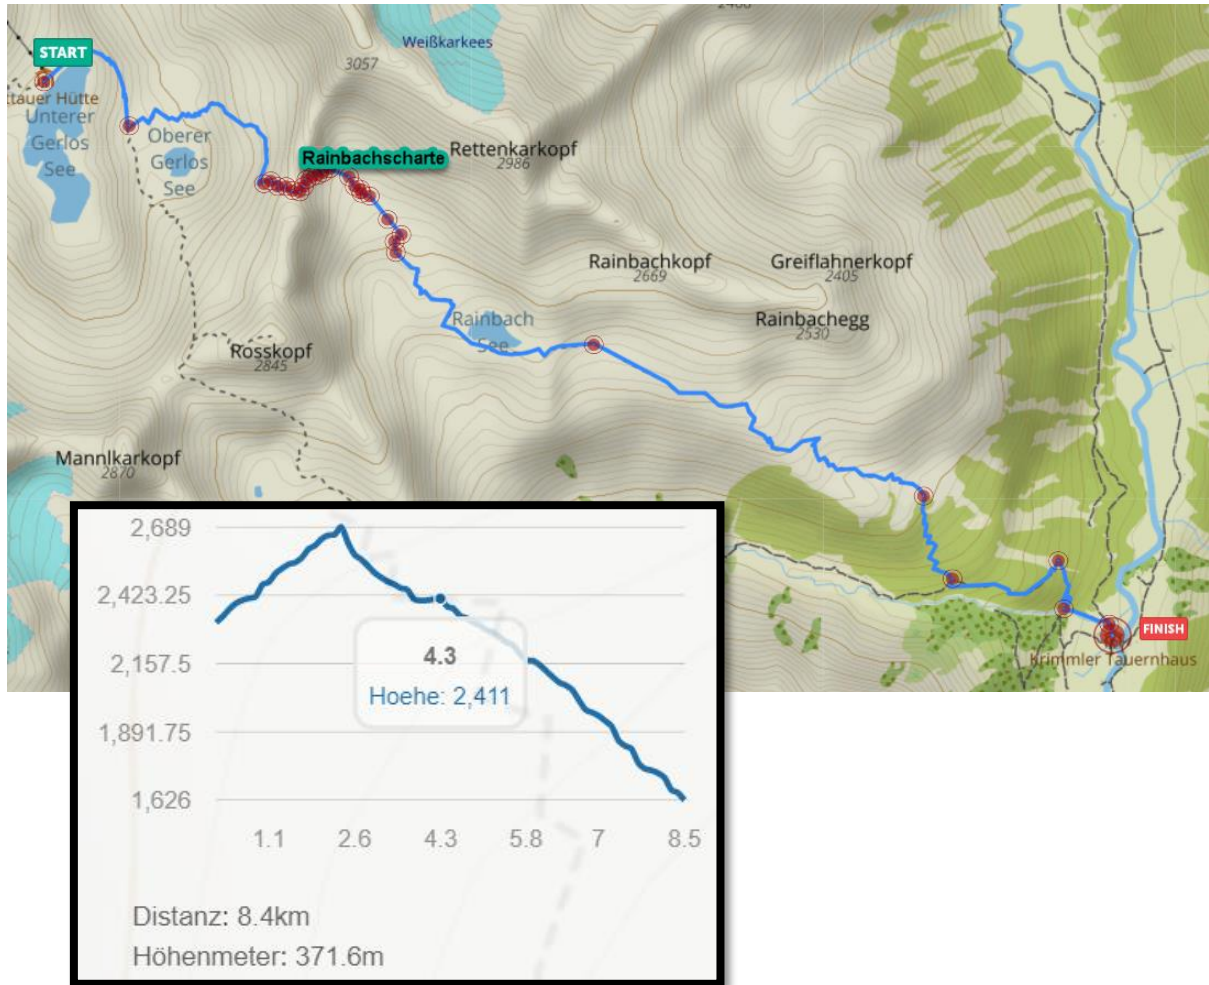 START
ttauer Hütte
Unterer
Gerlos
See
Oberer
Gerlos
See
3057
Weißkarkees
Rainbachscharte
Rettenkarkopf
2986
Rainbachkopf
2669
Greiflahnerkopf
2405
Rainbachegg
2530
Rainbach
See
Rosskopf
2845
Mannlkarkopf
2870
FINISH
Krimmler Tauernhaus
2,689
2,423.25
2,157.5
1,891.75
1,626
4.3
Hoehe: 2,411
1.1 2.6 4.3 5.8 7 8.5
Distanz: 8.4km
Höhenmeter: 371.6m